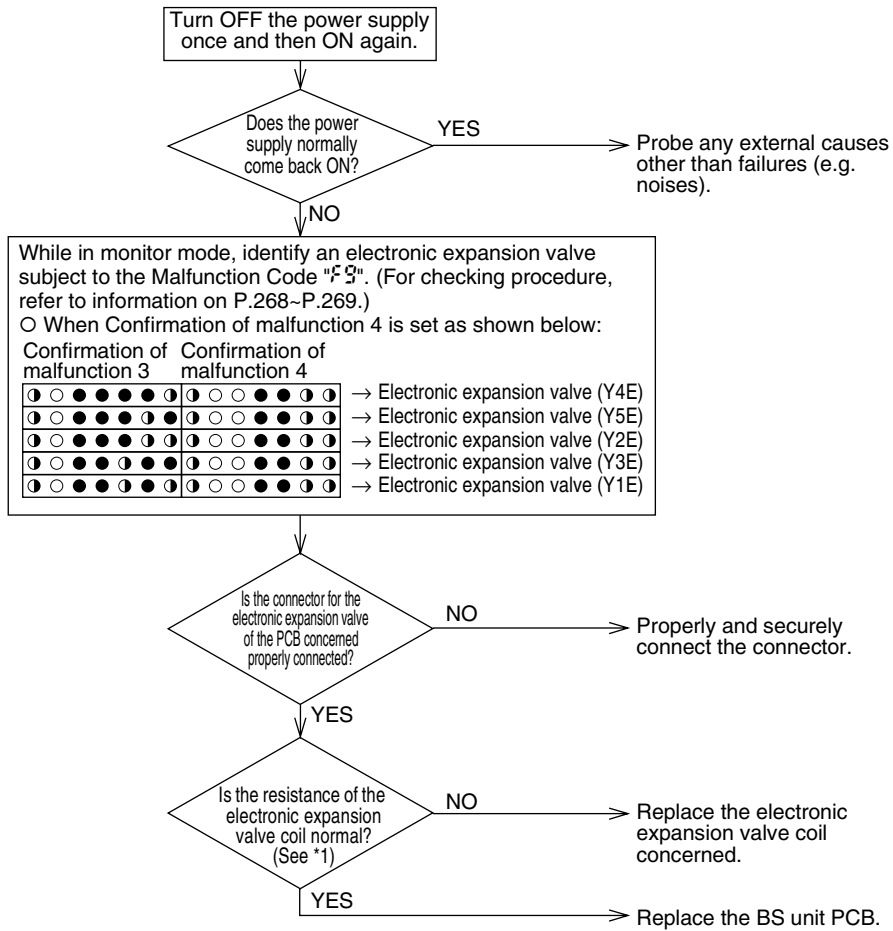 Turn OFF the power supply
once and then ON again.
Does the power
supply normally
come back ON?
YES
Probe any external causes
other than failures (e.g.
noises).
NO
While in monitor mode, identify an electronic expansion valve
subject to the Malfunction Code "F9". (For checking procedure,
refer to information on P.268~P.269.)
○ When Confirmation of malfunction 4 is set as shown below:
Confirmation of malfunction 3
Confirmation of malfunction 4
◑ ○ ● ● ● ● ◑ ◑ ○ ○ ● ● ◑ ◑ → Electronic expansion valve (Y4E)
◑ ○ ● ● ● ◑ ● ◑ ○ ○ ● ● ◑ ◑ → Electronic expansion valve (Y5E)
◑ ○ ● ● ● ◑ ◑ ◑ ○ ○ ● ● ◑ ◑ → Electronic expansion valve (Y2E)
◑ ○ ● ● ◑ ● ● ◑ ○ ○ ● ● ◑ ◑ → Electronic expansion valve (Y3E)
◑ ○ ● ● ◑ ● ◑ ◑ ○ ○ ● ● ◑ ◑ → Electronic expansion valve (Y1E)
Is the connector for the
electronic expansion valve
of the PCB concerned
properly connected?
NO
Properly and securely
connect the connector.
YES
Is the resistance of the
electronic expansion
valve coil normal?
(See *1)
NO
Replace the electronic
expansion valve coil
concerned.
YES
Replace the BS unit PCB.